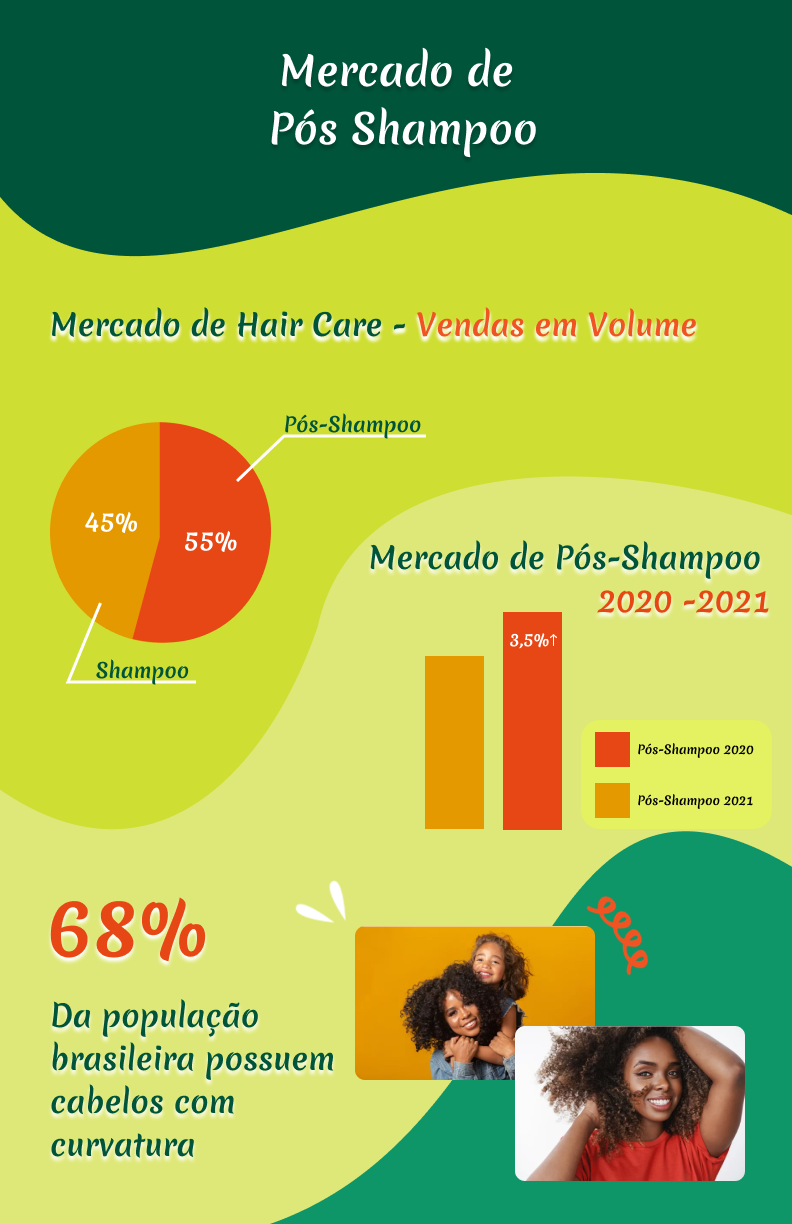 Mercado de
Pós Shampoo
Mercado de Hair Care - Vendas em Volume
Pós-Shampoo
45%
55%
Shampoo
Mercado de Pós-Shampoo
2020 -2021
3,5%↑
Pós-Shampoo 2020
Pós-Shampoo 2021
68%
Da população
brasileira possuem
cabelos com
curvatura